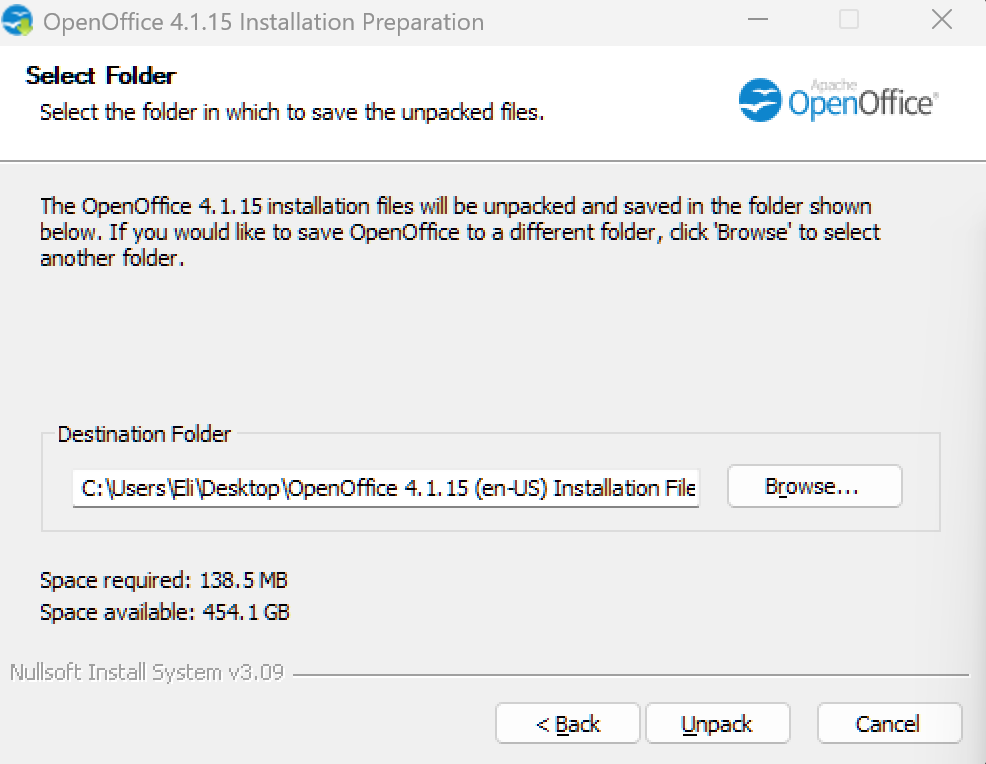 OpenOffice 4.1.15 Installation Preparation
Select Folder
Select the folder in which to save the unpacked files.
Apache
OpenOffice®
The OpenOffice 4.1.15 installation files will be unpacked and saved in the folder shown
below. If you would like to save OpenOffice to a different folder, click 'Browse' to select
another folder.
Destination Folder
C:\Users\Eli\Desktop\OpenOffice 4.1.15 (en-US) Installation File
Browse...
Space required: 138.5 MB
Space available: 454.1 GB
Nullsoft Install System v3.09
< Back
Unpack
Cancel